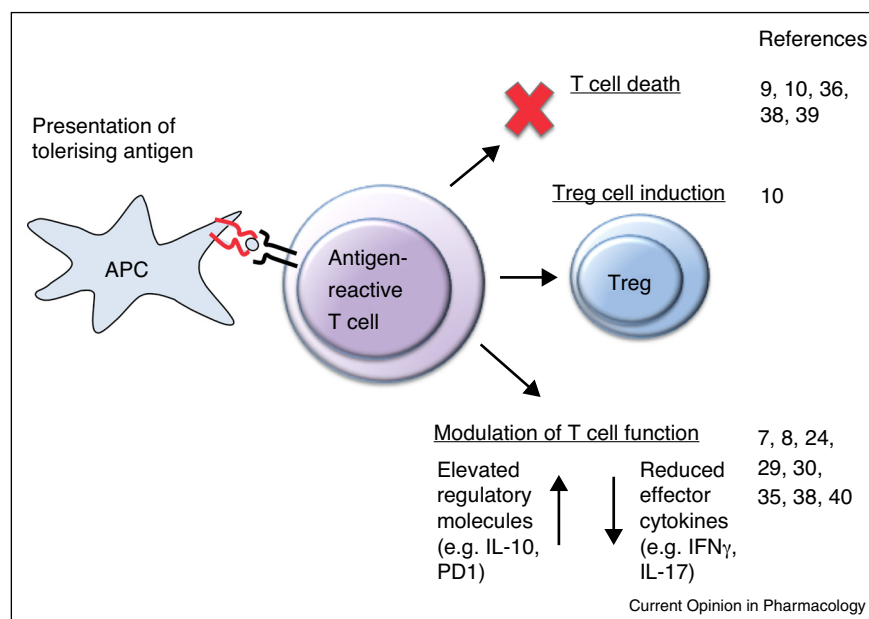 References
T cell death
9, 10, 36,
38, 39
Presentation of
tolerising antigen
Treg cell induction
10
APC
Antigen-
reactive
T cell
Treg
Modulation of T cell function
7, 8, 24,
29, 30,
35, 38, 40
Elevated
regulatory
molecules
(e.g. IL-10,
PD1)
Reduced
effector
cytokines
(e.g. IFNγ,
IL-17)
Current Opinion in Pharmacology